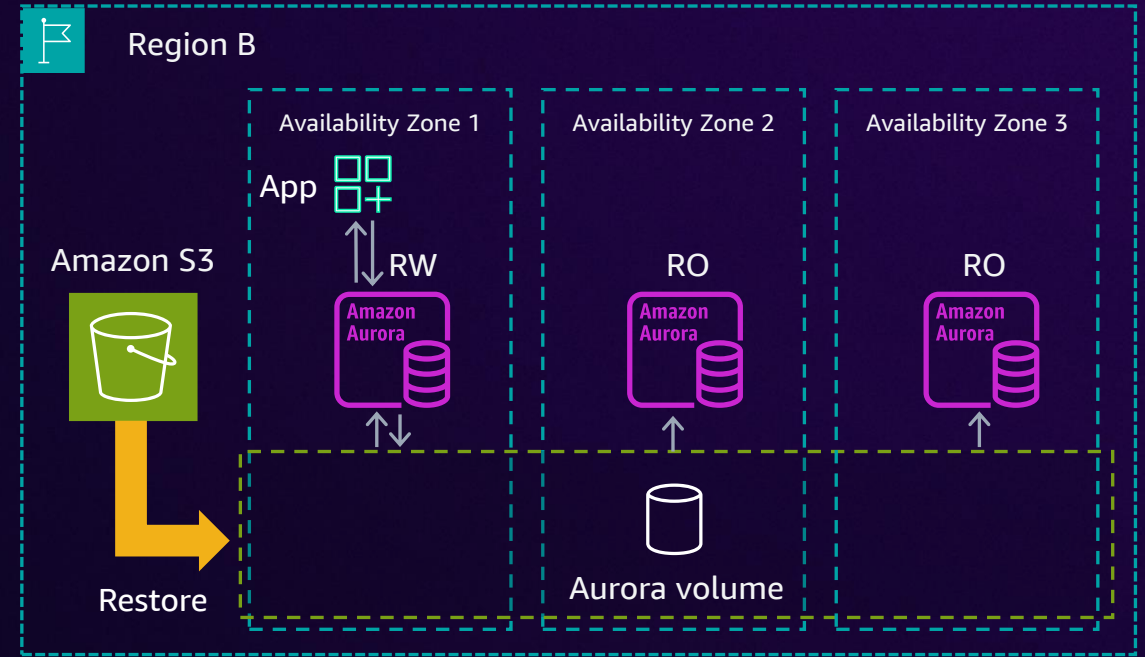 Region B
Availability Zone 1
Availability Zone 2
Availability Zone 3
App
Amazon S3
RW
RO
RO
Amazon
Aurora
Amazon
Aurora
Amazon
Aurora
Aurora volume
Restore